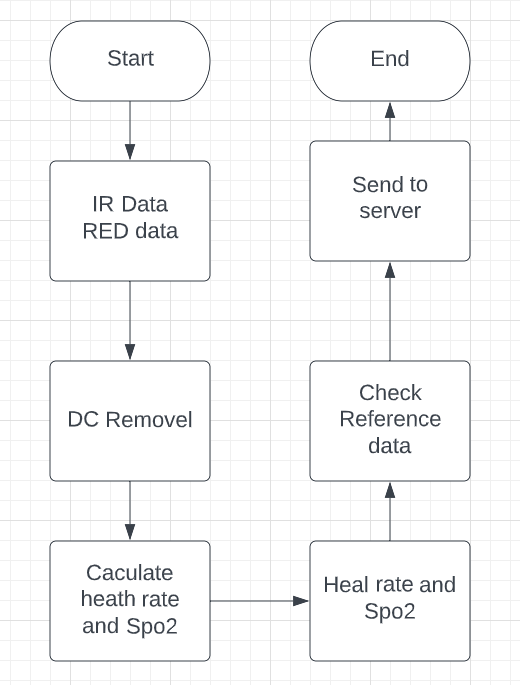 Start
IR Data
RED data
DC Removel
Caculate
heath rate
and Spo2
Heal rate and
Spo2
Check
Reference
data
Send to
server
End